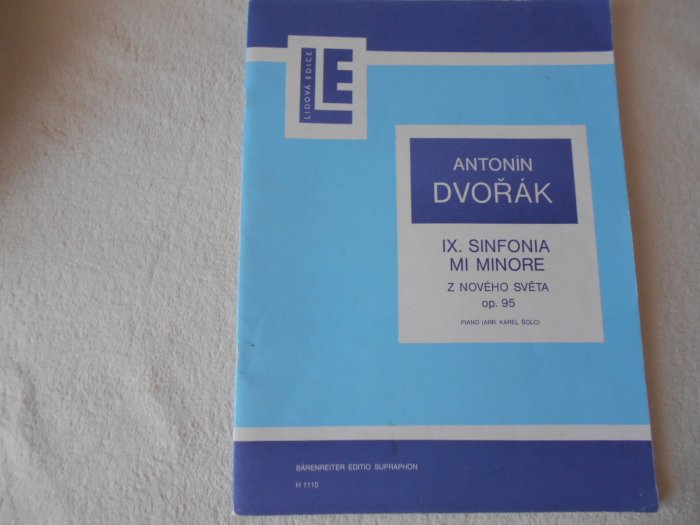 LIDOVÁ EDICE
LE
ANTONÍN
DVOŘÁK
IX. SINFONIA
MI MINORE
Z NOVÉHO SVĚTA
op. 95
PIANO (ARR. KAREL ŠOLC)
BÄRENREITER EDITIO SUPRAPHON
H 1110